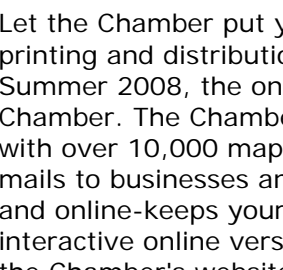 Let the Chamber put y
printing and distributio
Summer 2008, the on
Chamber. The Chambe
with over 10,000 map
mails to businesses ar
and online-keeps your
interactive online vers
the Chamber's website